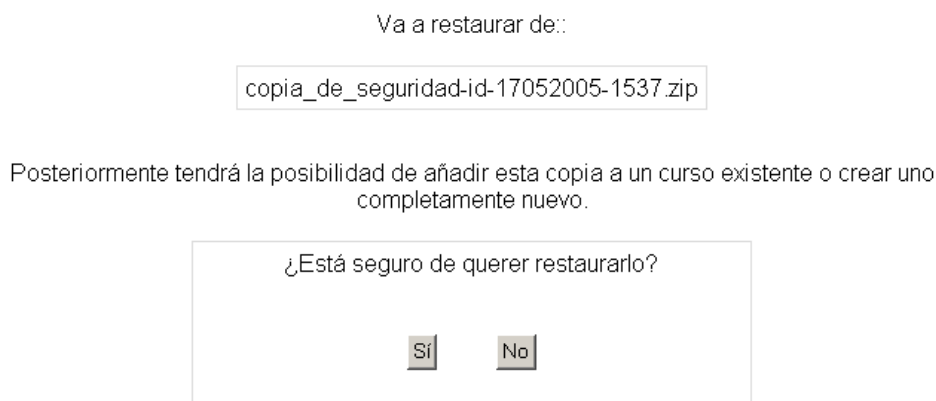 Va a restaurar de::
copia_de_seguridad-id-17052005-1537.zip
Posteriormente tendrá la posibilidad de añadir esta copia a un curso existente o crear uno
completamente nuevo.
¿Está seguro de querer restaurarlo?
Sí No